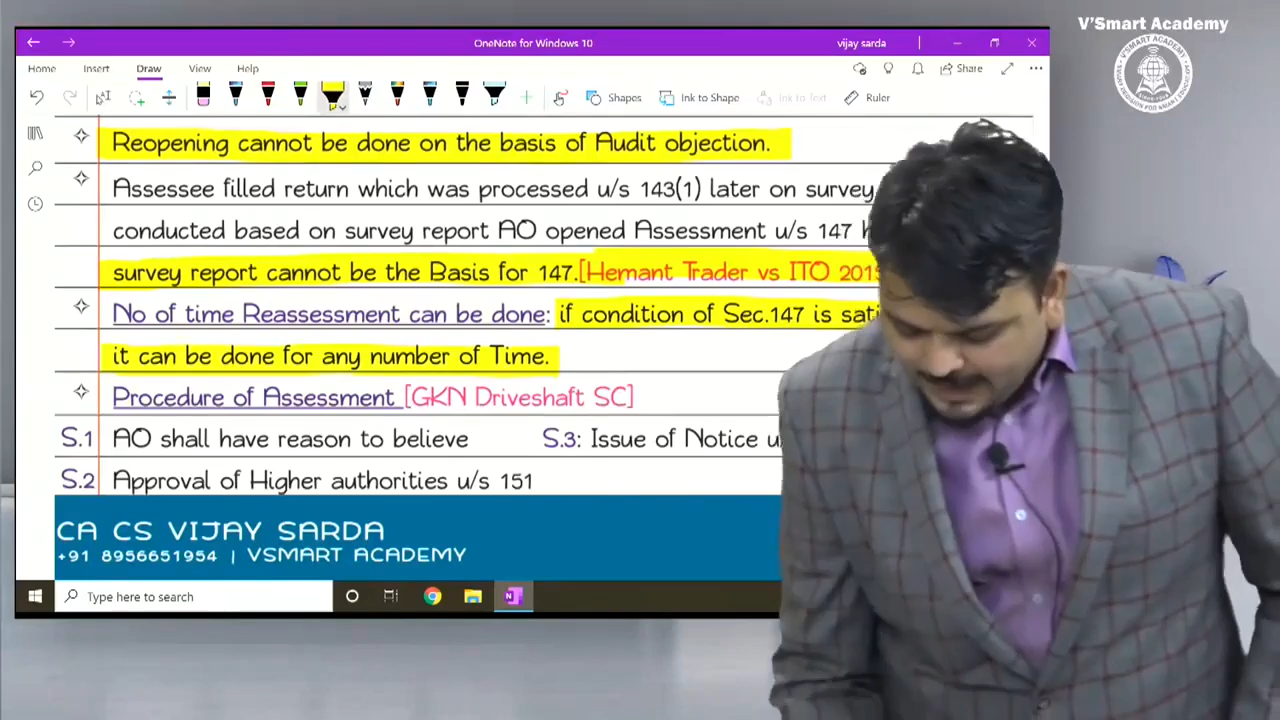 V'Smart Academy
OneNote for Windows 10
vijay sarda
Home
Insert
Draw
View
Help
Share
Shapes
Ink to Shape
Ink to Text
Ruler
Reopening cannot be done on the basis of Audit objection.
Assessee filled return which was processed u/s 143(1) later on survey
conducted based on survey report AO opened Assessment u/s 147
survey report cannot be the Basis for 147.[Hemant Trader vs ITO 2015
No of time Reassessment can be done: if condition of Sec.147 is
it can be done for any number of Time.
Procedure of Assessment [GKN Driveshaft SC]
S.1 AO shall have reason to believe
S.3: Issue of Notice
S.2 Approval of Higher authorities u/s 151
CA CS VIJAY SARDA
+91 8956651954 | VSMART ACADEMY
Type here to search